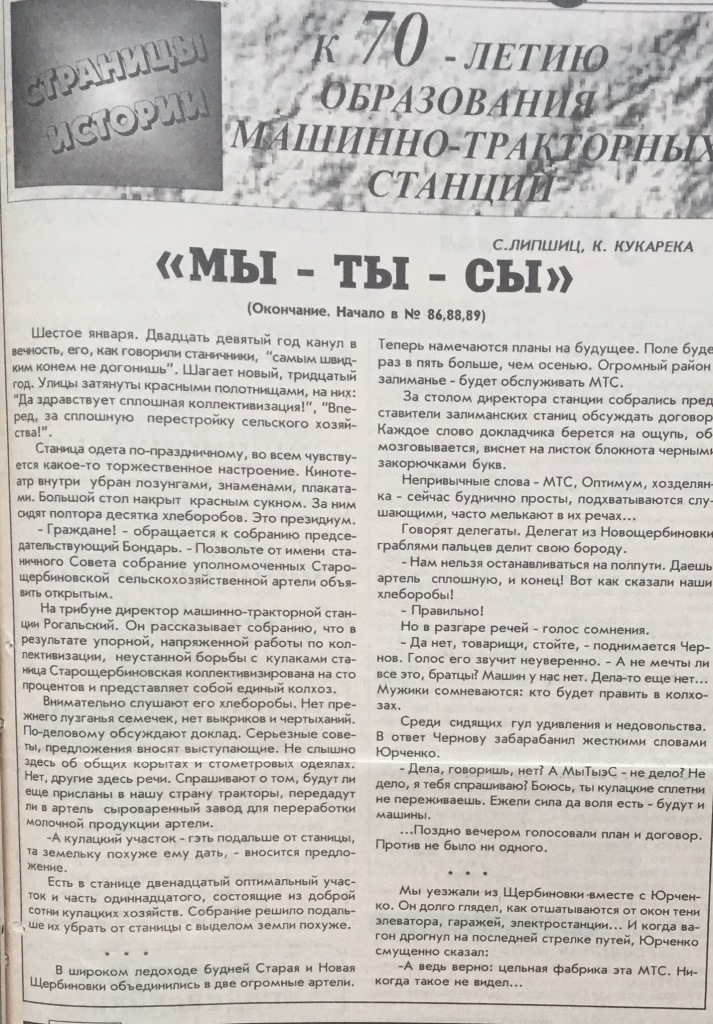 СТРАНИЦЫ
ИСТОРИИ
К 70 - ЛЕТИЮ
ОБРАЗОВАНИЯ
МАШИННО-ТРАКТОРНЫХ
СТАНЦИЙ
С.ЛИПШИЦ, К. КУКАРЕКА
«МЫ - ТЫ - СЫ»
(Окончание. Начало в № 86,88,89)
Шестое января. Двадцать девятый год канул в
вечность, его, как говорили станичники, "самым швид-
ким конем не догонишь". Шагает новый, тридцатый
год. Улицы затянуты красными полотнищами, на них:
"Да здравствует сплошная коллективизация!", "Впе-
ред, за сплошную перестройку сельского хозяй-
ства!".
Станица одета по-праздничному, во всем чувству-
ется какое-то торжественное настроение. Киноте-
атр внутри убран лозунгами, знаменами, плаката-
ми. Большой стол накрыт красным сукном. За ним
сидят полтора десятка хлеборобов. Это президиум.
- Граждане! - обращается к собранию предсе-
дательствующий Бондарь. - Позвольте от имени ста-
ничного Совета собрание уполномоченных Старо-
щербиновской сельскохозяйственной артели объя-
вить открытым.
На трибуне директор машинно-тракторной стан-
ции Рогальский. Он рассказывает собранию, что в
результате упорной, напряженной работы по кол-
лективизации, неустанной борьбы с кулаками ста-
ница Старощербиновская коллективизирована на сто
процентов и представляет собой единый колхоз.
Внимательно слушают его хлеборобы. Нет пре-
жнего лузганья семечек, нет выкриков и чертыханий.
По-деловому обсуждают доклад. Серьезные сове-
ты, предложения вносят выступающие. Не слышно
здесь об общих корытах и стометровых одеялах.
Нет, другие здесь речи. Спрашивают о том, будут ли
еще присланы в нашу страну тракторы, передадут
ли в артель сыроваренный завод для переработки
молочной продукции артели.
-А кулацкий участок - гэть подальше от станицы,
та земельку похуже ему дать, - вносится предло-
жение.
Есть в станице двенадцатый оптимальный учас-
ток и часть одиннадцатого, состоящие из доброй
сотни кулацких хозяйств. Собрание решило подаль-
ше их убрать от станицы с выделом земли похуже.
* * *
В широком ледоходе будней Старая и Новая
Щербиновки объединились в две огромные артели.
Теперь намечаются планы на будущее. Поле буде
раз в пять больше, чем осенью. Огромный район
залиманье - будет обслуживать МТС.
За столом директора станции собрались пред
ставители залиманских станиц обсуждать договор
Каждое слово докладчика берется на ощупь, об
мозговывается, виснет на листок блокнота черными
закорючками букв.
Непривычные слова - МТС, Оптимум, хозделян
ка - сейчас буднично просты, подхватываются слу
шающими, часто мелькают в их речах...
Говорят делегаты. Делегат из Новощербиновки
граблями пальцев делит свою бороду.
- Нам нельзя останавливаться на полпути. Даешь
артель сплошную, и конец! Вот как сказали наши
хлеборобы!
- Правильно!
Но в разгаре речей - голос сомнения.
- Да нет, товарищи, стойте, - поднимается Чер-
нов. Голос его звучит неуверенно. - А не мечты ли
все это, братцы? Машин у нас нет. Дела-то еще нет...
Мужики сомневаются: кто будет править в колхо-
зах.
Среди сидящих гул удивления и недовольства.
В ответ Чернову забарабанил жесткими словами
Юрченко.
- Дела, говоришь, нет? А МыТыэС - не дело? Не
дело, я тебя спрашиваю? Боюсь, ты кулацкие сплетни
не переживаешь. Ежели сила да воля есть - будут и
машины.
...Поздно вечером голосовали план и договор.
Против не было ни одного.
* * *
Мы уезжали из Щербиновки вместе с Юрчен-
ко. Он долго глядел, как отшатываются от окон тени
элеватора, гаражей, электростанции... И когда ва-
гон дрогнул на последней стрелке путей, Юрченко
смущенно сказал:
-А ведь верно: цельная фабрика эта МТС. Ни-
когда такое не видел...